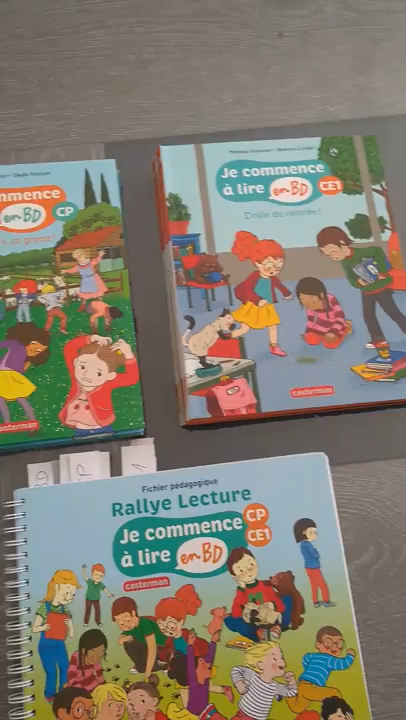 Je commence
à lire en BD CE1
Drôle de rentrée !
casterman
mmence
en BD CP
casterman
Fichier pédagogique
Rallye Lecture
Je commence CP
à lire en BD CE1
casterman